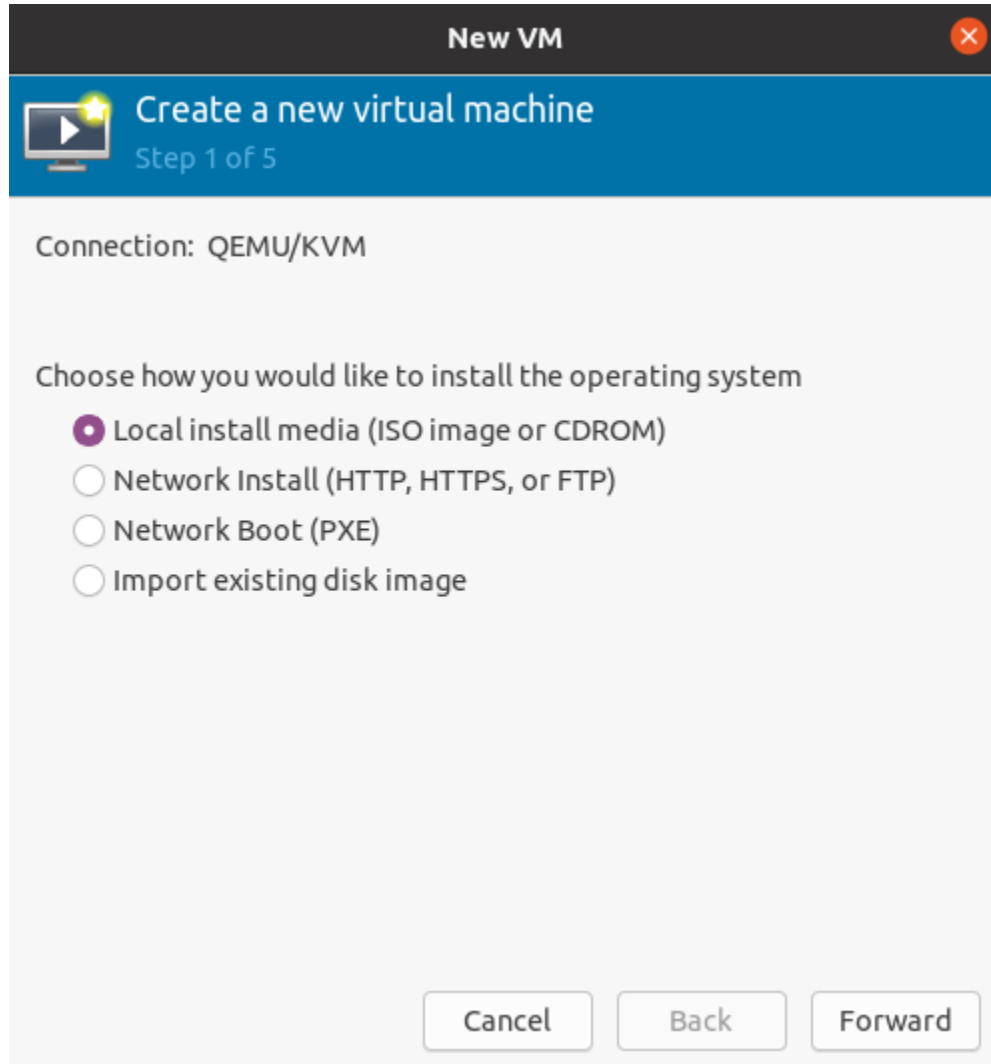 New VM
Create a new virtual machine
Step 1 of 5
Connection: QEMU/KVM
Choose how you would like to install the operating system
Local install media (ISO image or CDROM)
Network Install (HTTP, HTTPS, or FTP)
Network Boot (PXE)
Import existing disk image
Cancel Back Forward